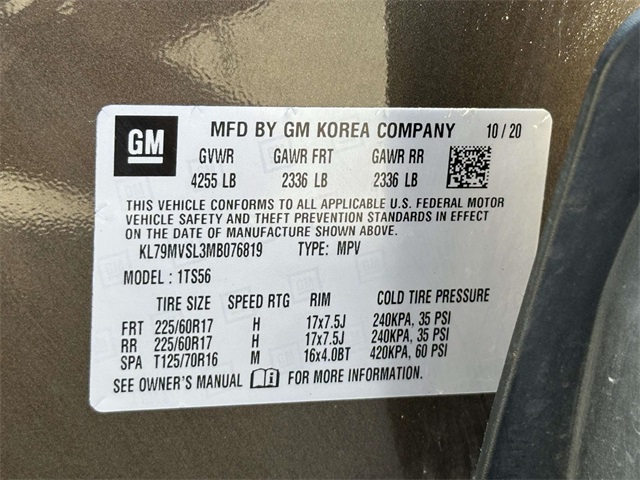 GM MFD BY GM KOREA COMPANY 10/20
GVWR GAWR FRT GAWR RR
4255 LB 2336 LB 2336 LB
THIS VEHICLE CONFORMS TO ALL APPLICABLE U.S. FEDERAL MOTOR
VEHICLE SAFETY AND THEFT PREVENTION STANDARDS IN EFFECT
ON THE DATE OF MANUFACTURE SHOWN ABOVE.
KL79MVSL3MB076819 TYPE: MPV
MODEL: 1TS56
TIRE SIZE SPEED RTG RIM COLD TIRE PRESSURE
FRT 225/60R17 H 17x7.5J 240KPA, 35 PSI
RR 225/60R17 H 17x7.5J 240KPA, 35 PSI
SPA T125/70R16 M 16x4.0BT 420KPA, 60 PSI
SEE OWNER'S MANUAL FOR MORE INFORMATION.